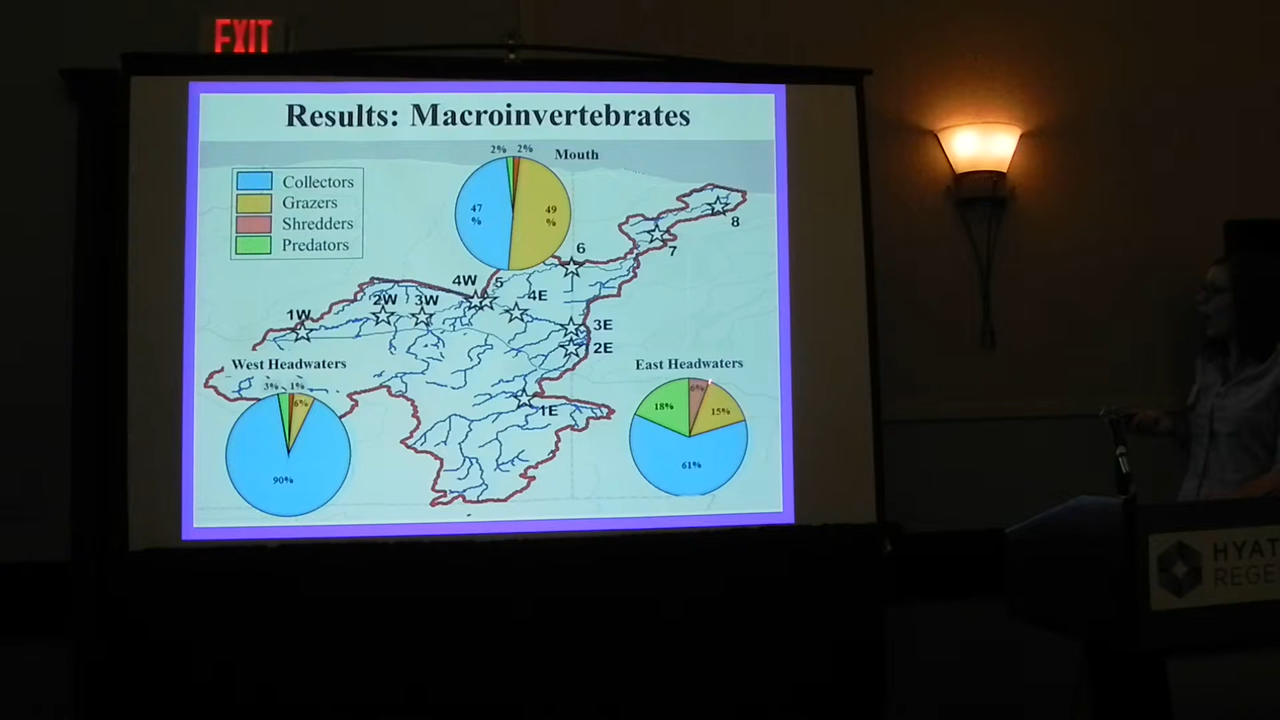 EXIT
Results: Macroinvertebrates
2% 2%
Mouth
Collectors
Grazers
Shredders
Predators
47
%
49
%
8
7
6
4W
5
4E
2W
3W
1W
3E
2E
West Headwaters
East Headwaters
3% 1%
6%
6%
18%
15%
1E
61%
90%
HYAT
REGE